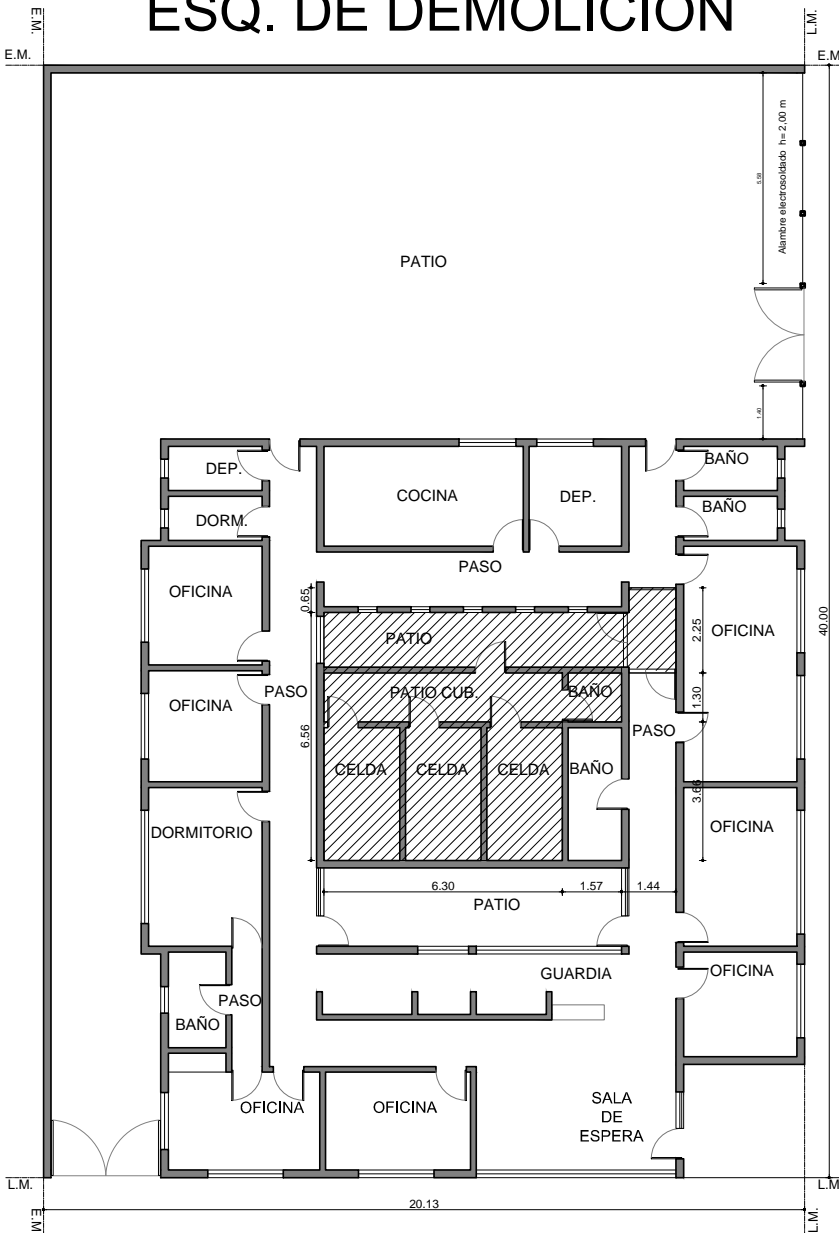 ESQ. DE DEMOLICION
E.M.
L.M.
E.M.
E.M
Alambre electrosoldado h= 2,00 m
5.58
PATIO
1.40
DEP.
COCINA
DEP.
BAÑO
DORM.
BAÑO
PASO
OFICINA
0.65
PATIO
2.25
OFICINA
40.00
OFICINA
PASO
PATIO CUB.
BAÑO
1.30
PASO
6.56
CELDA
CELDA
CELDA
BAÑO
3.66
DORMITORIO
OFICINA
6.30
1.57
1.44
PATIO
GUARDIA
OFICINA
PASO
BAÑO
OFICINA
OFICINA
SALA
DE
ESPERA
L.M.
L.M
20.13
E.M
L.M.